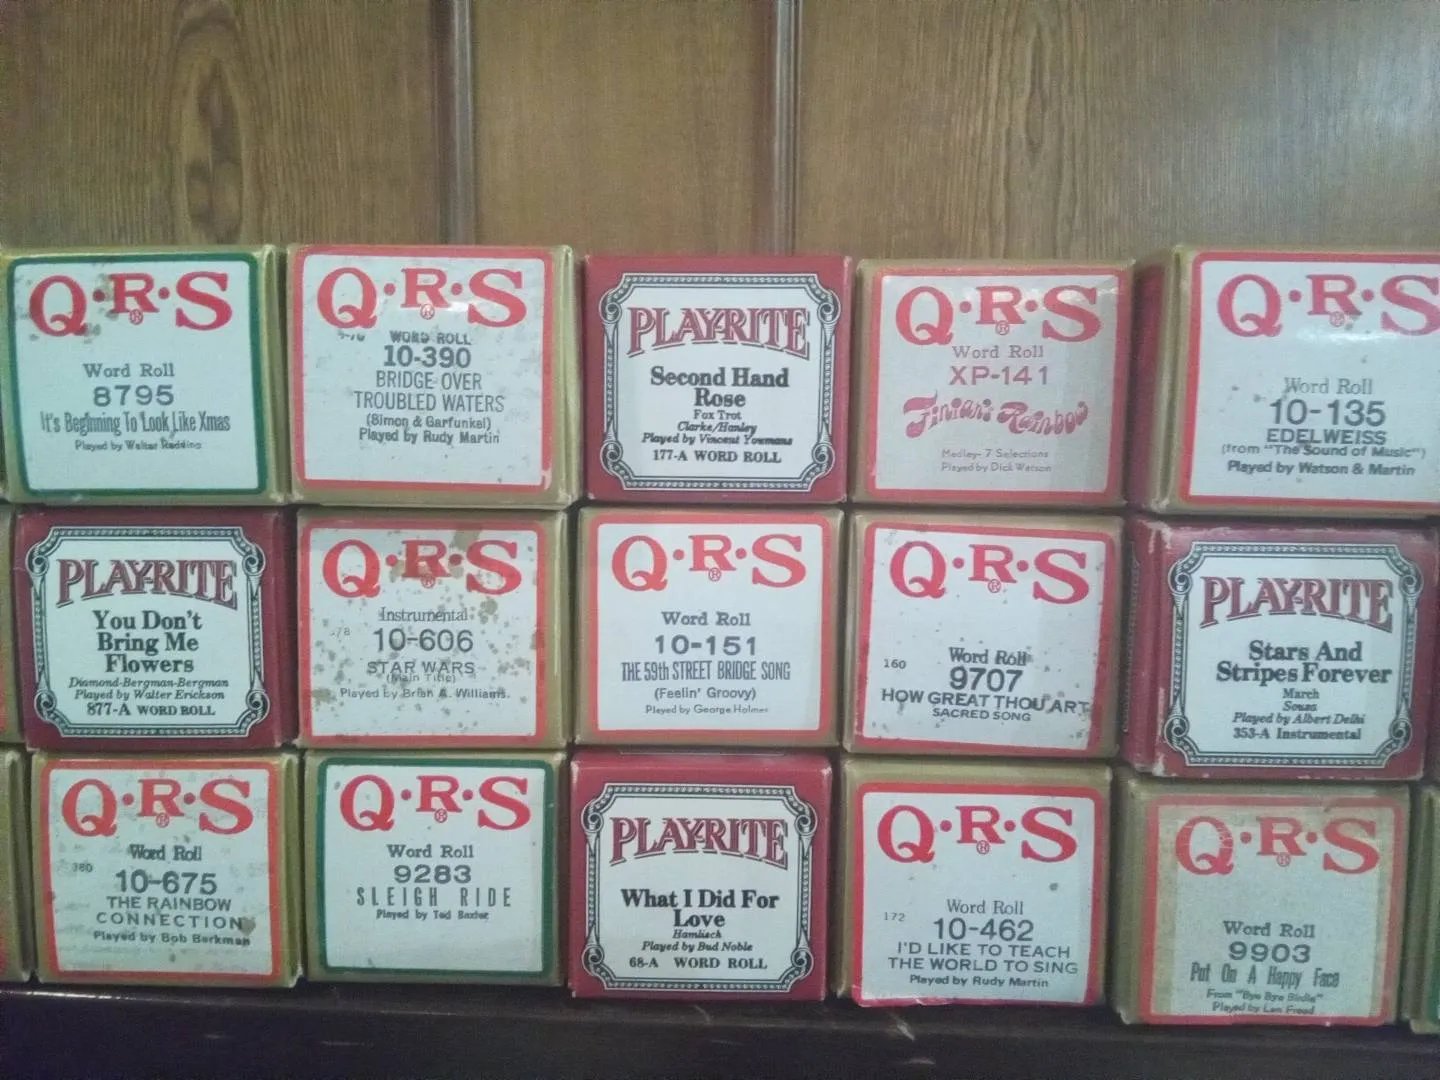 Q·R·S
Word Roll
8795
It's Beginning To Look Like Xmas
Played by Walter Redding
Q·R·S
WORD ROLL
10-390
BRIDGE OVER
TROUBLED WATERS
(Simon & Garfunkel)
Played by Rudy Martin
PLAY-RITE
Second Hand
Rose
Fox Trot
Clarke/Hanley
Played by Vincent Youmans
177-A WORD ROLL
Q·R·S
Word Roll
XP-141
Finian's Rainbow
Medley- 7 Selections
Played by Dick Watson
Q·R·S
Word Roll
10-135
EDELWEISS
(from "The Sound of Music")
Played by Watson & Martin
PLAY-RITE
You Don't
Bring Me
Flowers
Diamond-Bergman-Bergman
Played by Walter Erickson
877-A WORD ROLL
Q·R·S
Instrumental
10-606
STAR WARS
(Main Title)
Played by Brian A. Williams.
Q·R·S
Word Roll
10-151
THE 59th STREET BRIDGE SONG
(Feelin' Groovy)
Played by George Holmes
Q·R·S
160
Word Roll
9707
HOW GREAT THOU ART
SACRED SONG
PLAY-RITE
Stars And
Stripes Forever
March
Sousa
Played by Albert Delhi
353-A Instrumental
Q·R·S
Word Roll
380
10-675
THE RAINBOW
CONNECTION
Played by Bob Berkman
Q·R·S
Word Roll
9283
SLEIGH RIDE
Played by Ted Baxter
PLAY-RITE
What I Did For
Love
Hamlisch
Played by Bud Noble
68-A WORD ROLL
Q·R·S
Word Roll
172
10-462
I'D LIKE TO TEACH
THE WORLD TO SING
Played by Rudy Martin
Q·R·S
Word Roll
9903
Put On A Happy Face
From "Bye Bye Birdie"
Played by Len Freed